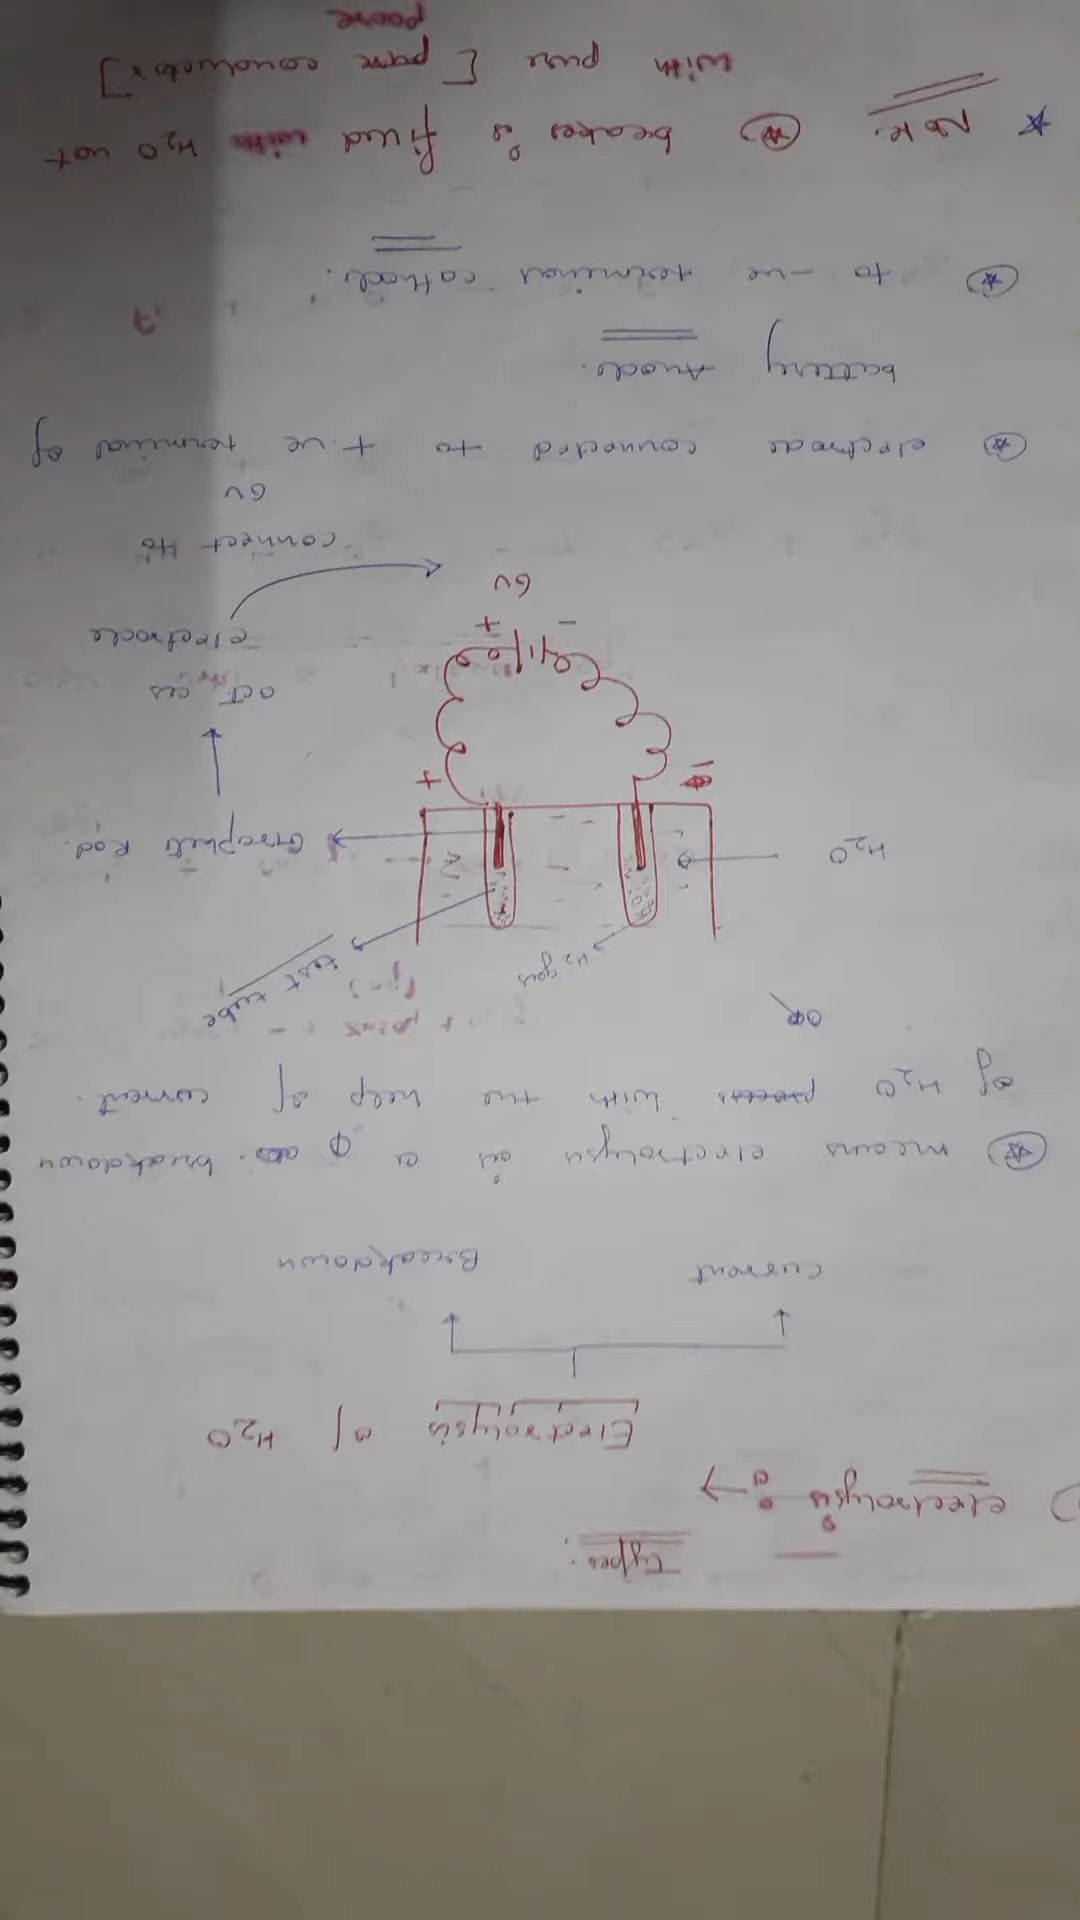 Types.
electrolysis :→
Electrolysis of H2O
current Breakdown
means electrolysis is a breakdown
of H2O process with the help of current.
OR
test tube
H2 gas
H2O
Graphite Rod.
+
act as
electrode
- +
6V
connect to
6V
electrode connected to +ve terminal of
battery Anode.
to -ve terminal cathode.
Note. beaker is filled with H2O not
with pure [pure conductor]
poore